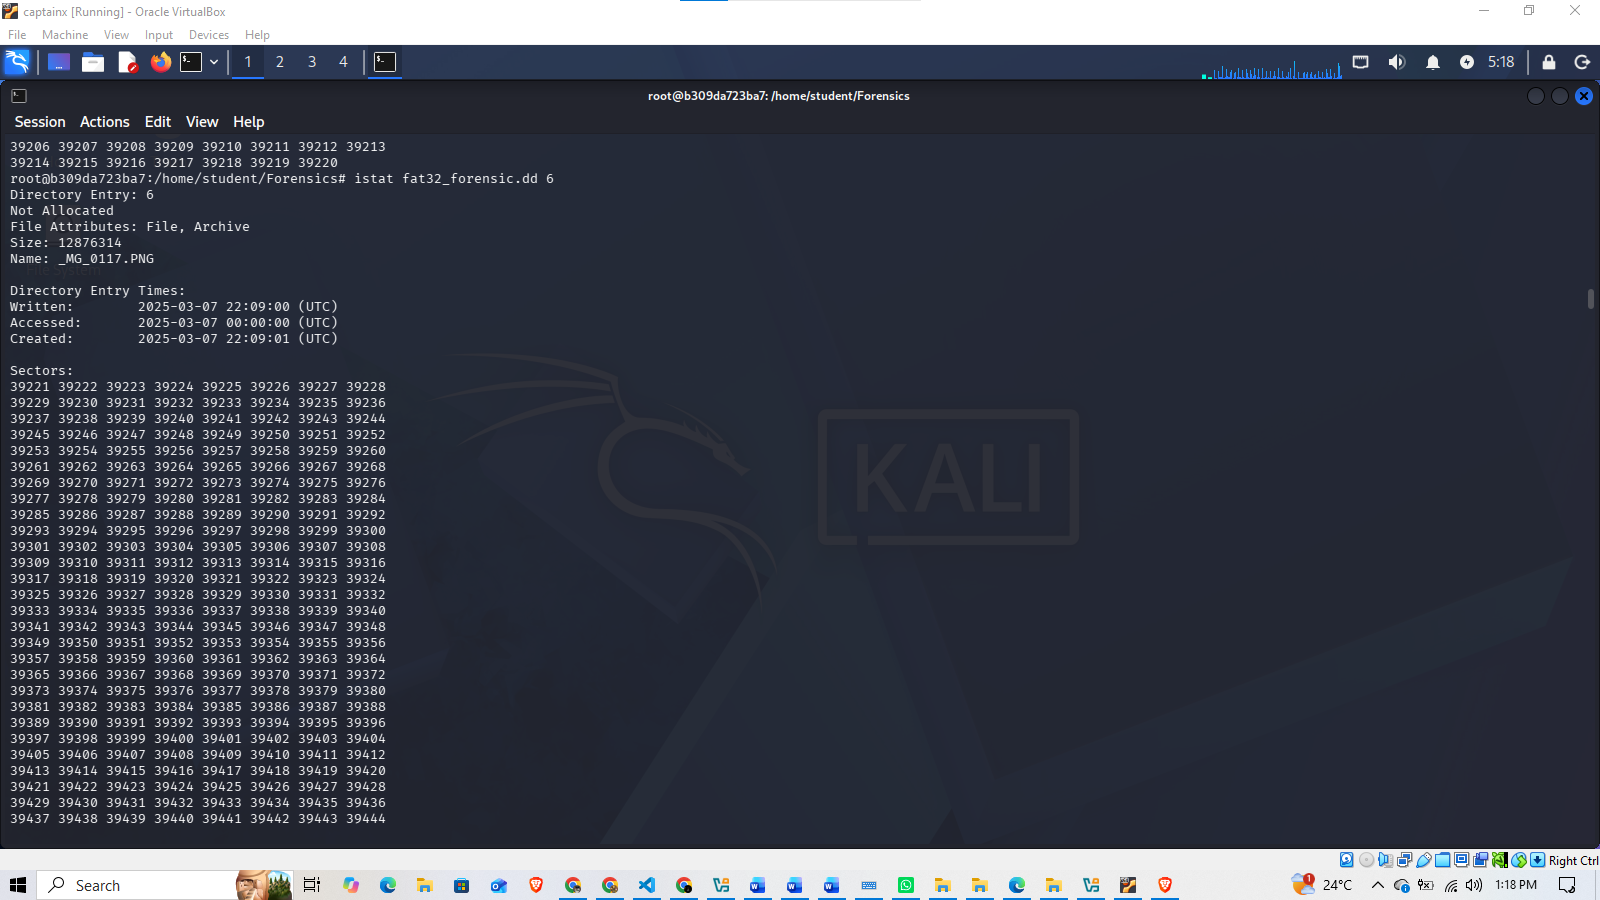 captainx [Running] - Oracle VirtualBox
File Machine View Input Devices Help
1 2 3 4 5:18
root@b309da723ba7: /home/student/Forensics
Session Actions Edit View Help
39206 39207 39208 39209 39210 39211 39212 39213
39214 39215 39216 39217 39218 39219 39220
root@b309da723ba7:/home/student/Forensics# istat fat32_forensic.dd 6
Directory Entry: 6
Not Allocated
File Attributes: File, Archive
Size: 12876314
Name: _MG_0117.PNG
Directory Entry Times:
Written: 2025-03-07 22:09:00 (UTC)
Accessed: 2025-03-07 00:00:00 (UTC)
Created: 2025-03-07 22:09:01 (UTC)
Sectors:
39221 39222 39223 39224 39225 39226 39227 39228
39229 39230 39231 39232 39233 39234 39235 39236
39237 39238 39239 39240 39241 39242 39243 39244
39245 39246 39247 39248 39249 39250 39251 39252
39253 39254 39255 39256 39257 39258 39259 39260
39261 39262 39263 39264 39265 39266 39267 39268
39269 39270 39271 39272 39273 39274 39275 39276
39277 39278 39279 39280 39281 39282 39283 39284
39285 39286 39287 39288 39289 39290 39291 39292
39293 39294 39295 39296 39297 39298 39299 39300
39301 39302 39303 39304 39305 39306 39307 39308
39309 39310 39311 39312 39313 39314 39315 39316
39317 39318 39319 39320 39321 39322 39323 39324
39325 39326 39327 39328 39329 39330 39331 39332
39333 39334 39335 39336 39337 39338 39339 39340
39341 39342 39343 39344 39345 39346 39347 39348
39349 39350 39351 39352 39353 39354 39355 39356
39357 39358 39359 39360 39361 39362 39363 39364
39365 39366 39367 39368 39369 39370 39371 39372
39373 39374 39375 39376 39377 39378 39379 39380
39381 39382 39383 39384 39385 39386 39387 39388
39389 39390 39391 39392 39393 39394 39395 39396
39397 39398 39399 39400 39401 39402 39403 39404
39405 39406 39407 39408 39409 39410 39411 39412
39413 39414 39415 39416 39417 39418 39419 39420
39421 39422 39423 39424 39425 39426 39427 39428
39429 39430 39431 39432 39433 39434 39435 39436
39437 39438 39439 39440 39441 39442 39443 39444
KALI
Right Ctrl
Search
1 24°C 1:18 PM